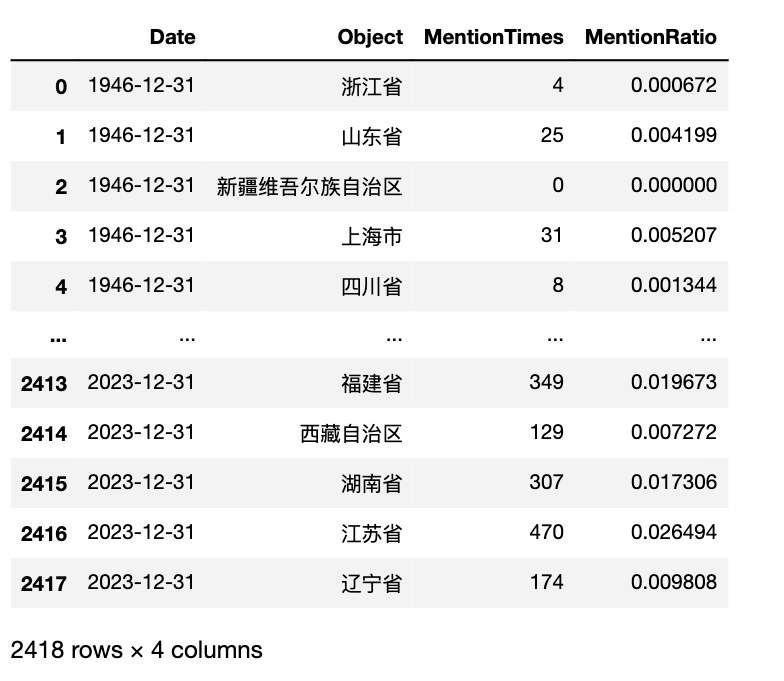 Date Object MentionTimes MentionRatio
0 1946-12-31 浙江省 4 0.000672
1 1946-12-31 山东省 25 0.004199
2 1946-12-31 新疆维吾尔族自治区 0 0.000000
3 1946-12-31 上海市 31 0.005207
4 1946-12-31 四川省 8 0.001344
... ... ... ... ...
2413 2023-12-31 福建省 349 0.019673
2414 2023-12-31 西藏自治区 129 0.007272
2415 2023-12-31 湖南省 307 0.017306
2416 2023-12-31 江苏省 470 0.026494
2417 2023-12-31 辽宁省 174 0.009808
2418 rows × 4 columns